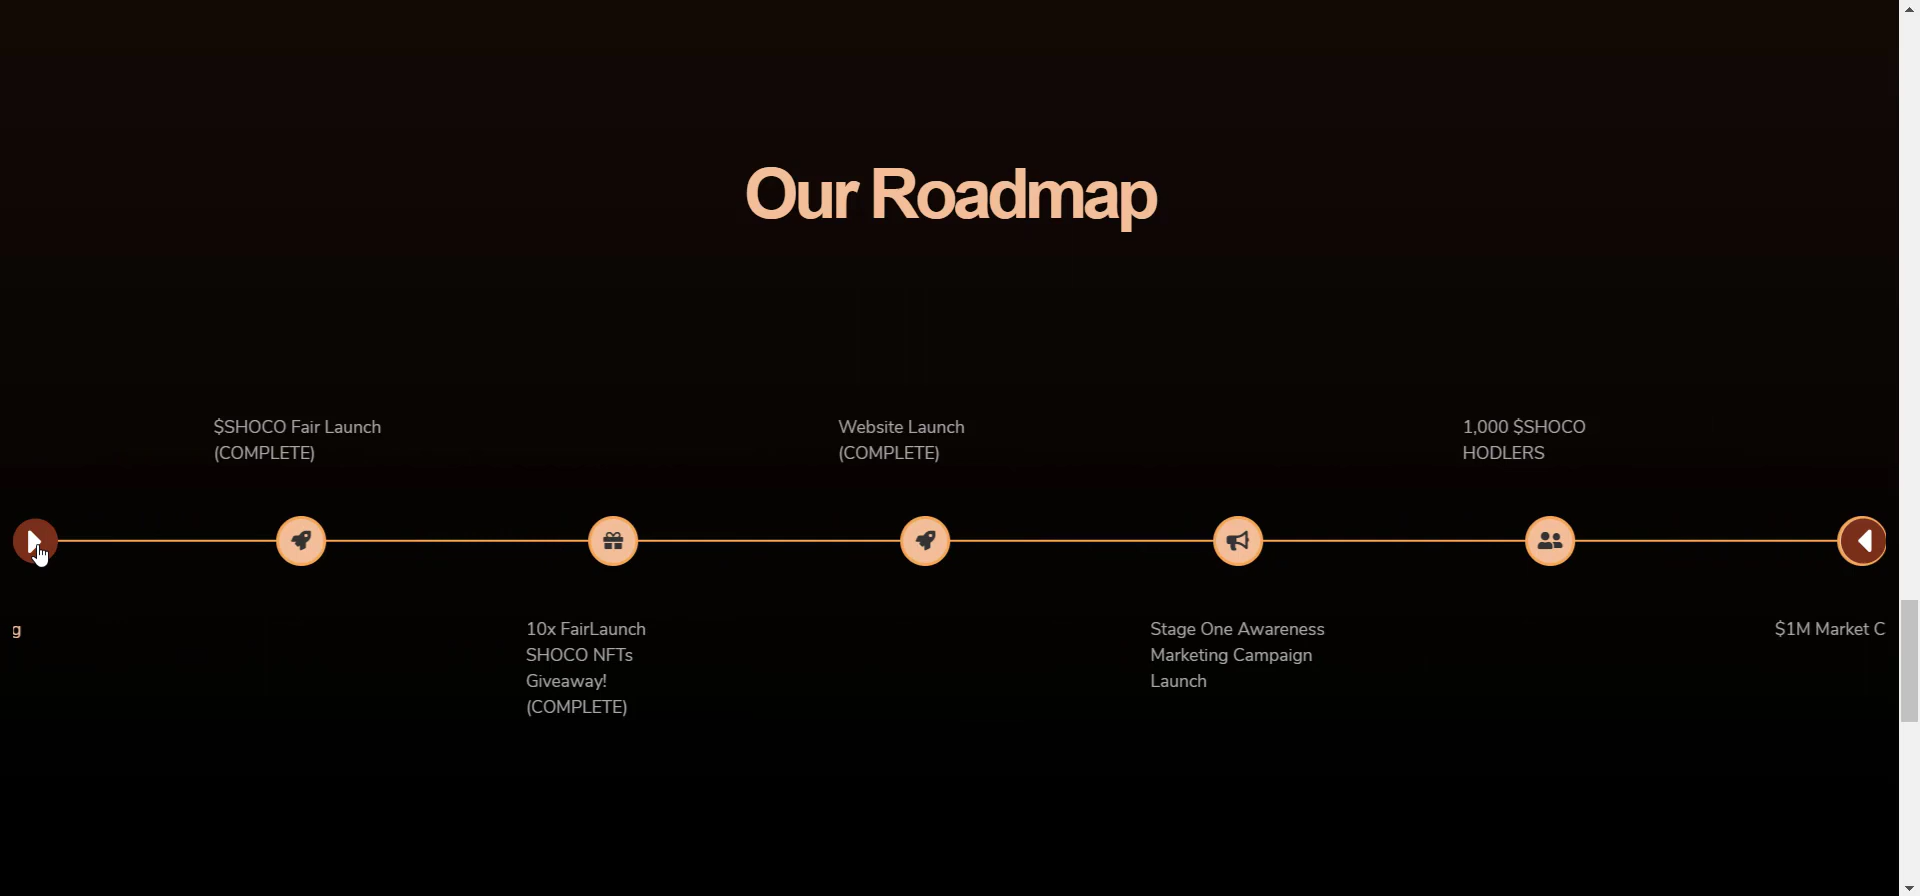 Our Roadmap
$SHOCO Fair Launch
(COMPLETE)
Website Launch
(COMPLETE)
1,000 $SHOCO
HODLERS
g
10x FairLaunch
SHOCO NFTs
Giveaway!
(COMPLETE)
Stage One Awareness
Marketing Campaign
Launch
$1M Market C